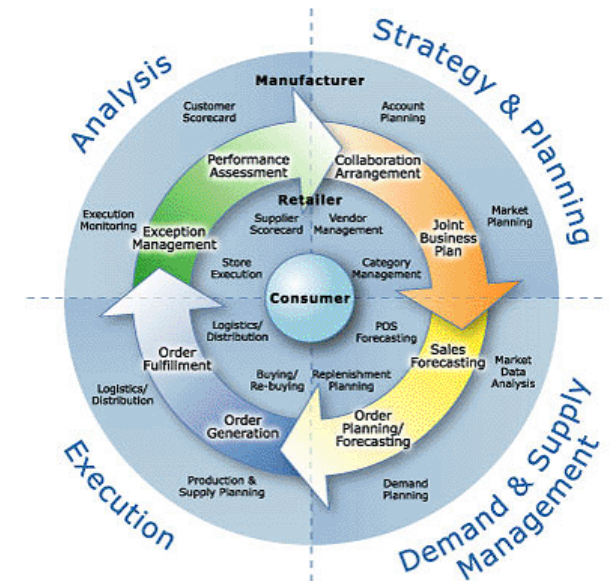 Analysis
Strategy & Planning
Manufacturer
Customer
Scorecard
Account
Planning
Performance
Assessment
Collaboration
Arrangement
Retailer
Execution
Monitoring
Exception
Management
Supplier
Scorecard
Vendor
Management
Joint
Business
Plan
Market
Planning
Store
Execution
Category
Management
Consumer
Logistics/
Distribution
POS
Forecasting
Sales
Forecasting
Order
Fulfillment
Market
Data
Analysis
Buying/
Re-buying
Replenishment
Planning
Logistics/
Distribution
Order
Generation
Order
Planning/
Forecasting
Production &
Supply Planning
Demand
Planning
Execution
Demand & Supply
Management